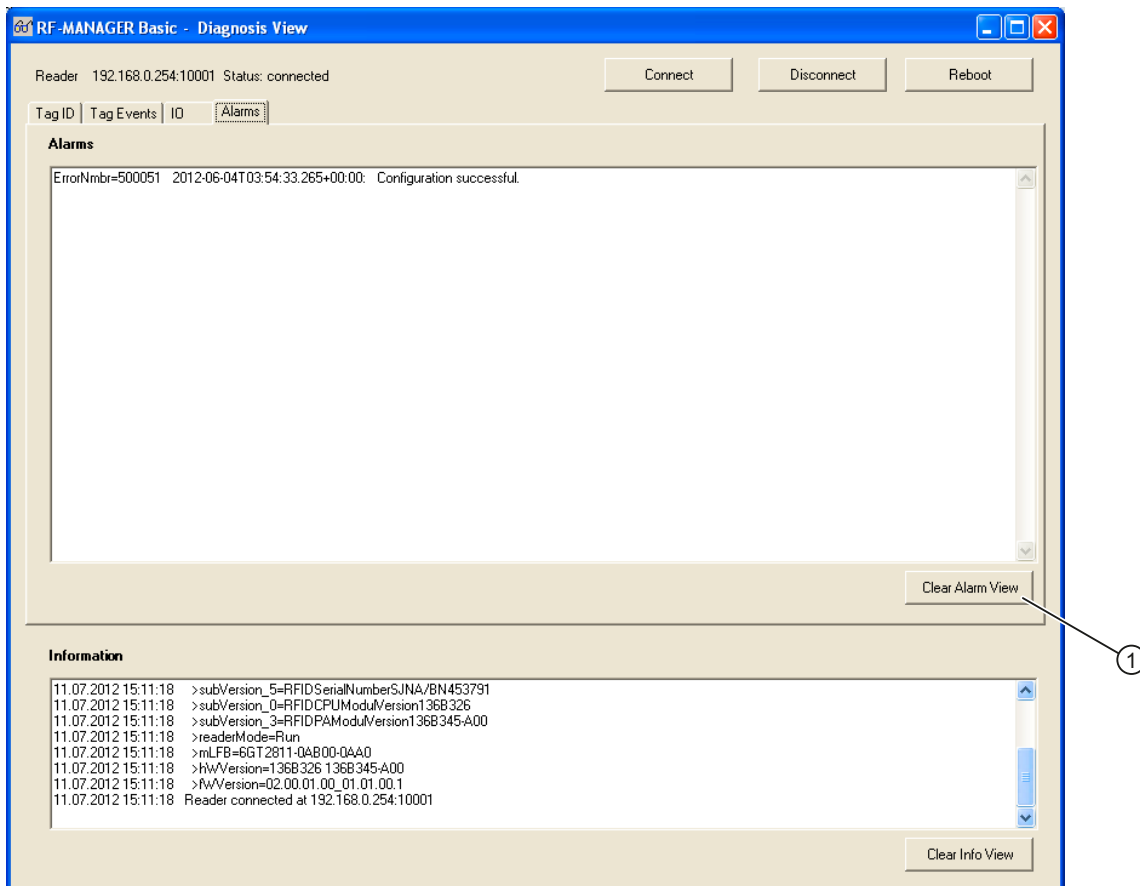 RF-MANAGER Basic - Diagnosis View
Reader 192.168.0.254:10001 Status: connected
Connect
Disconnect
Reboot
Tag ID
Tag Events
IO
Alarms
Alarms
ErrorNmbr=500051 2012-06-04T03:54:33.265+00:00: Configuration successful.
Clear Alarm View
1
Information
11.07.2012 15:11:18 >subVersion_5=RFIDSerialNumberSJNA/BN453791
11.07.2012 15:11:18 >subVersion_0=RFIDCPUModulVersion136B326
11.07.2012 15:11:18 >subVersion_3=RFIDPAModulVersion136B345-A00
11.07.2012 15:11:18 >readerMode=Run
11.07.2012 15:11:18 >mLFB=6GT2811-0AB00-0AA0
11.07.2012 15:11:18 >hWVersion=136B326 136B345-A00
11.07.2012 15:11:18 >fWVersion=02.00.01.00_01.01.00.1
11.07.2012 15:11:18 Reader connected at 192.168.0.254:10001
Clear Info View